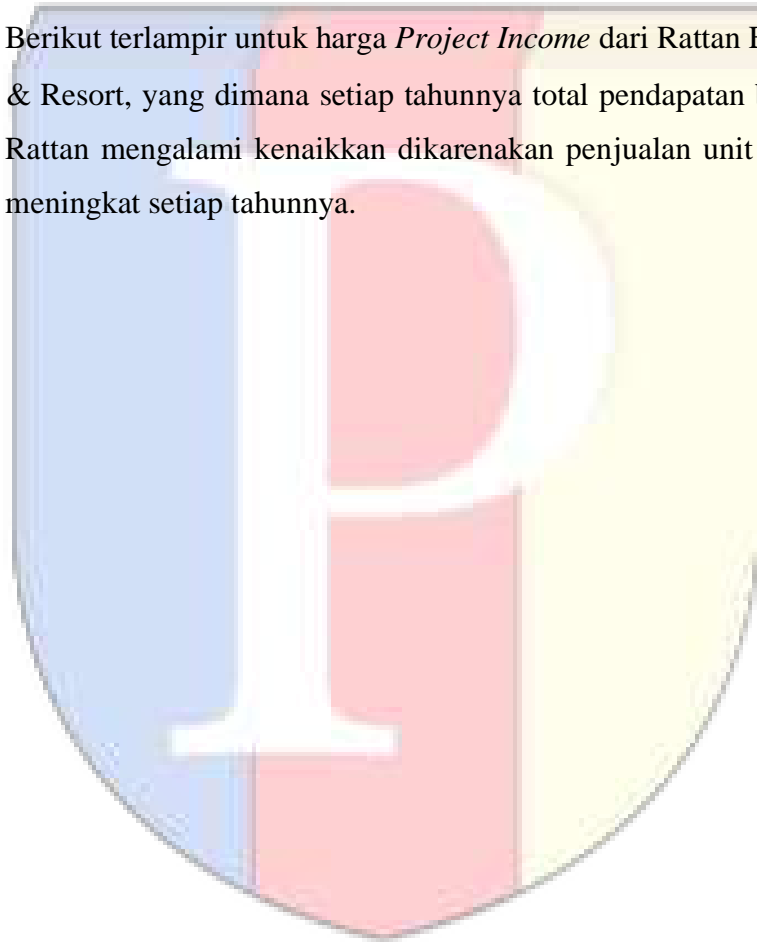 Berikut terlampir untuk harga Project Income dari Rattan
& Resort, yang dimana setiap tahunnya total pendapatan
Rattan mengalami kenaikkan dikarenakan penjualan unit
meningkat setiap tahunnya.
P